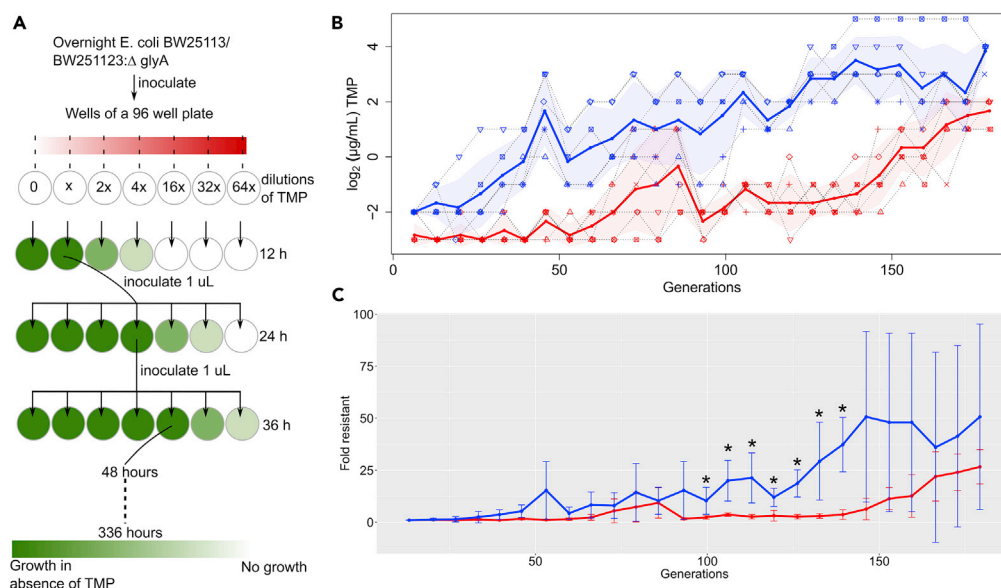 A
Overnight E. coli BW25113/
BW251123:Δ glyA
inoculate
Wells of a 96 well plate
0 x 2x 4x 16x 32x 64x
dilutions
of TMP
12 h
inoculate 1 uL
24 h
inoculate 1 uL
36 h
48 hours
336 hours
Growth in
absence of TMP
No growth
B
log₂ (µg/mL) TMP
4
2
0
-2
50 100 150
Generations
C
Fold resistant
100
75
50
25
0
* * * * * * *
50 100 150
Generations